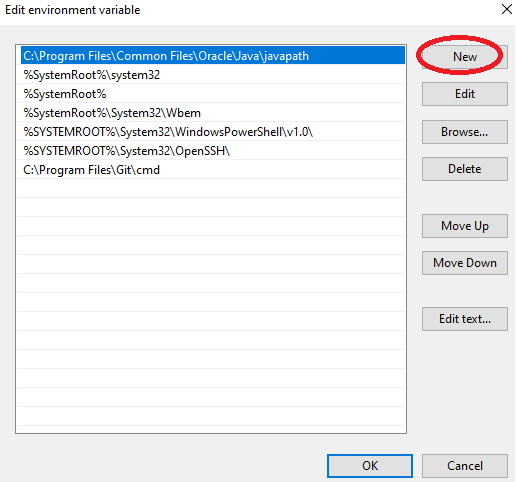 Edit environment variable
C:\Program Files\Common Files\Oracle\Java\javapath
%SystemRoot%\system32
%SystemRoot%
%SystemRoot%\System32\Wbem
%SYSTEMROOT%\System32\WindowsPowerShell\v1.0\
%SYSTEMROOT%\System32\OpenSSH\
C:\Program Files\Git\cmd
New
Edit
Browse...
Delete
Move Up
Move Down
Edit text...
OK
Cancel